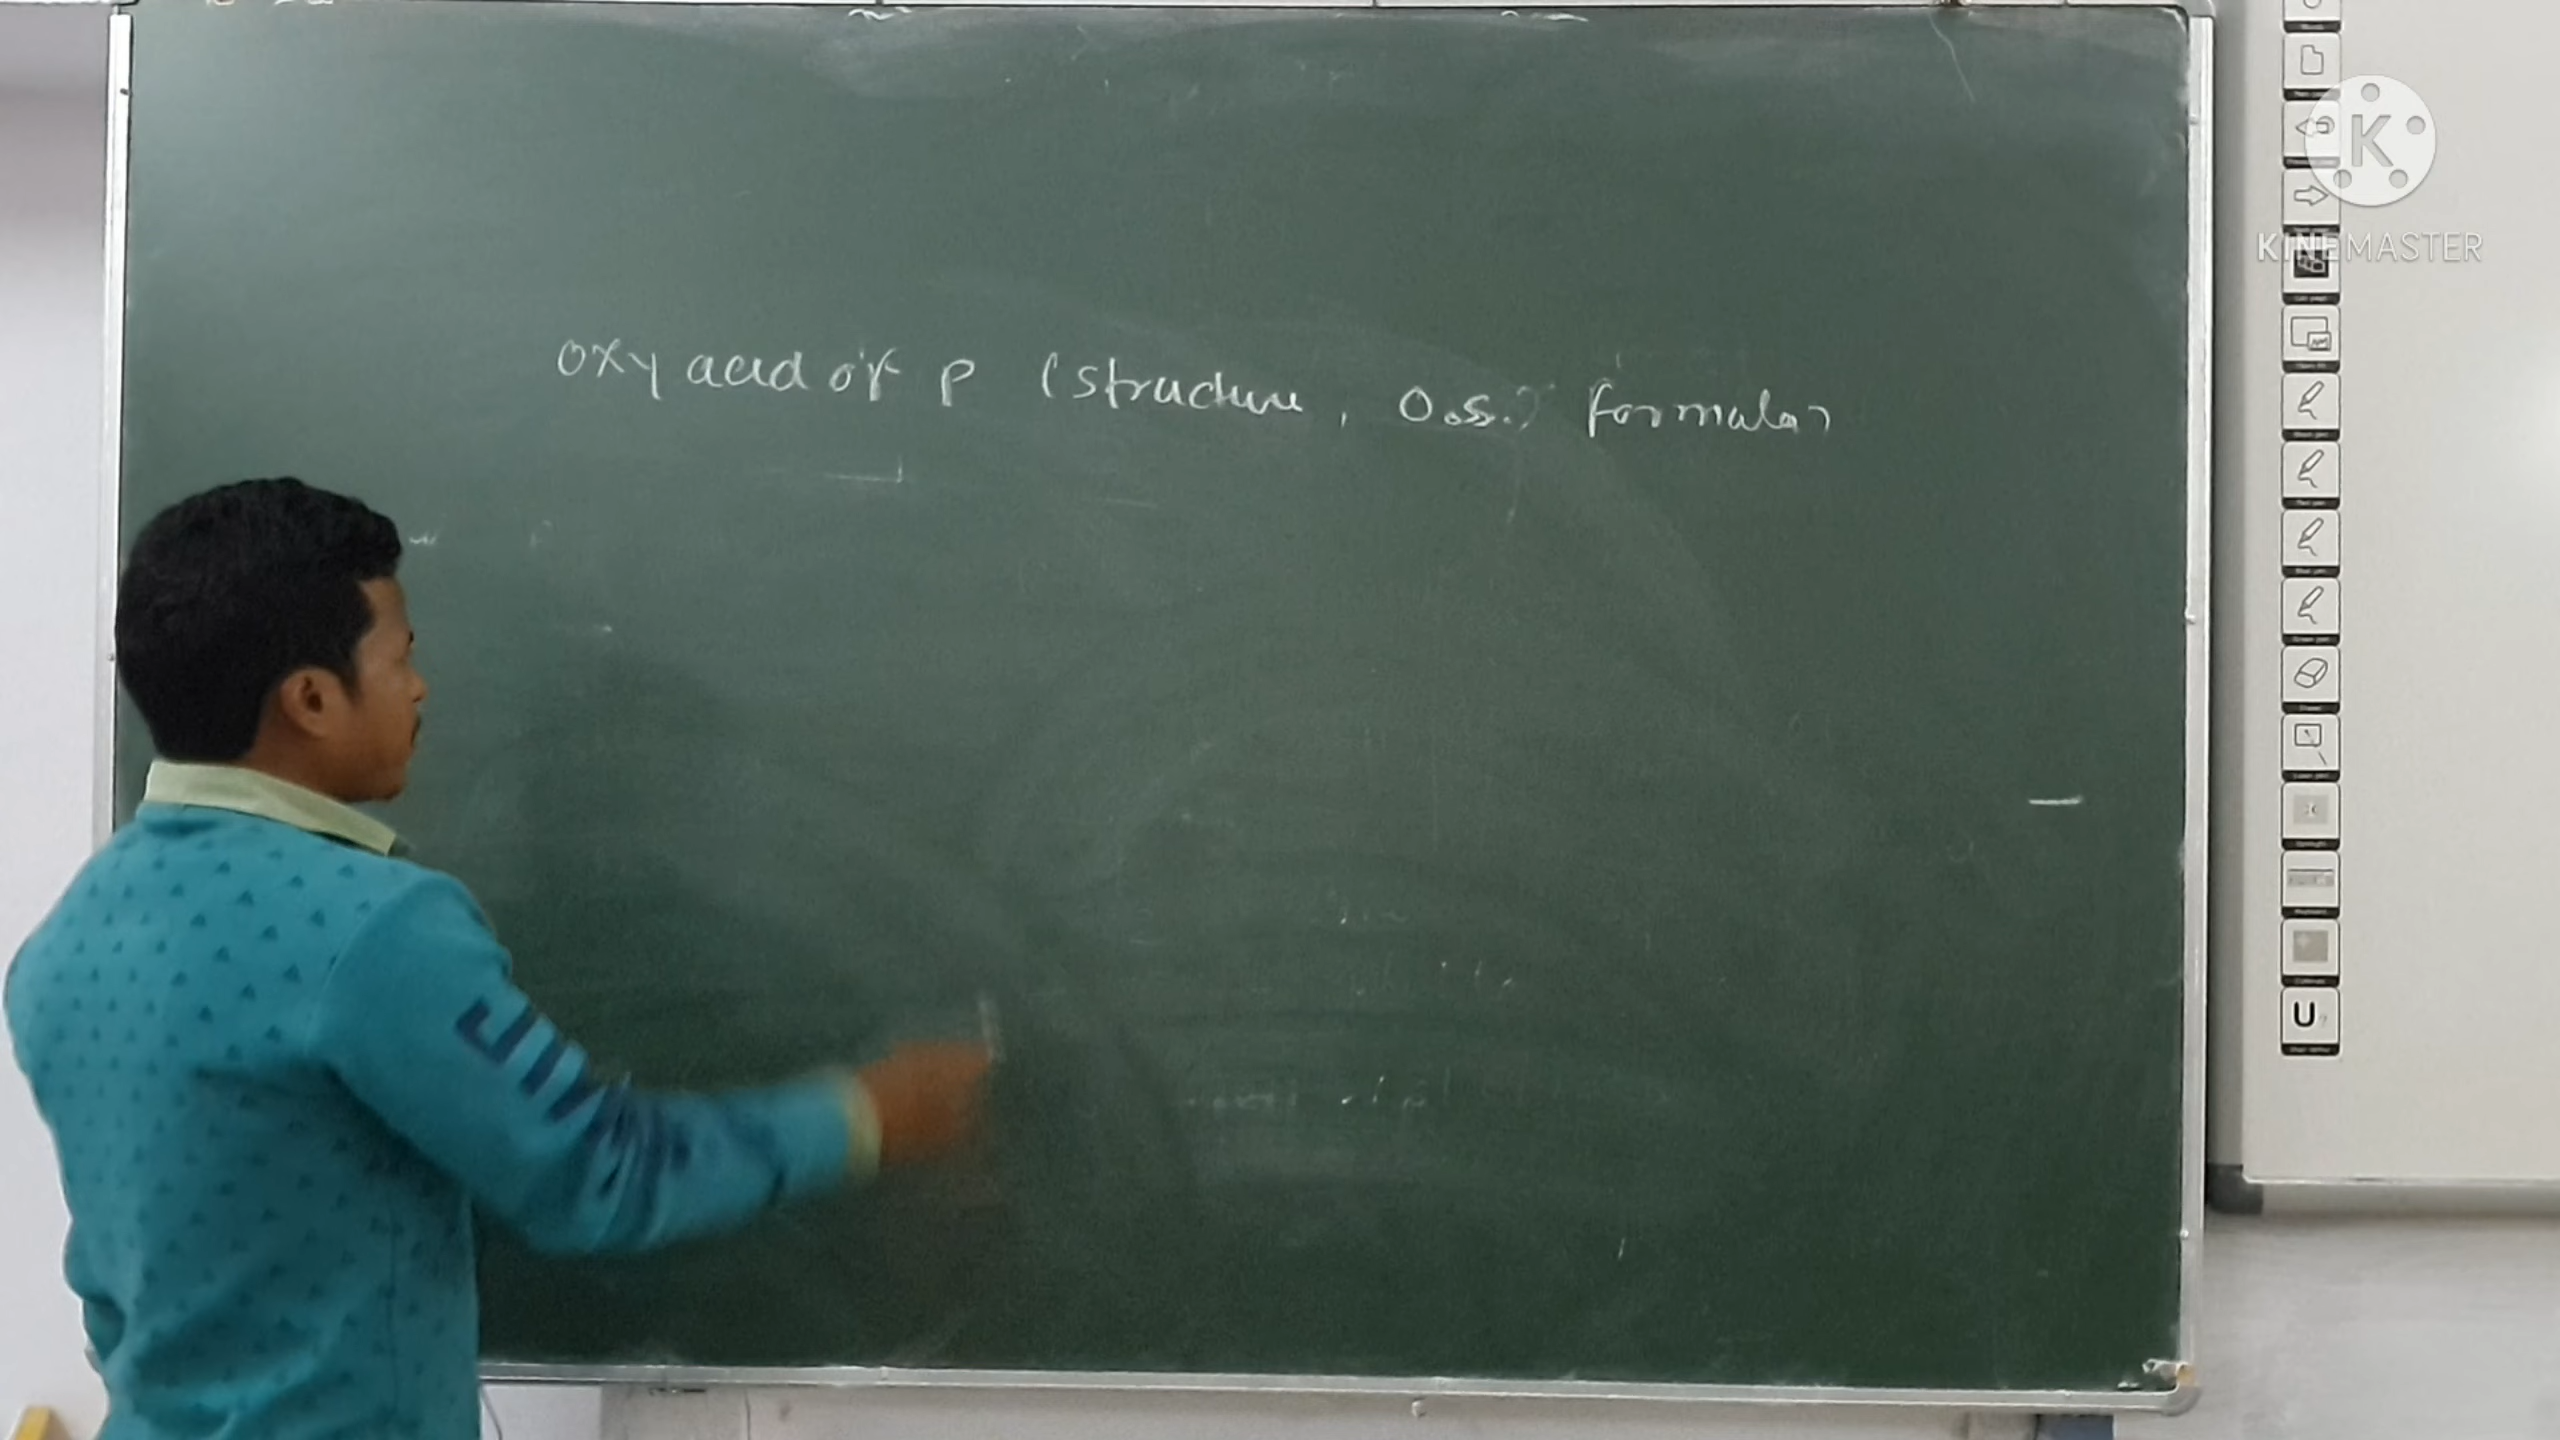 oxy acid of P (structure, O.S.) formula)
K
KINEMASTER